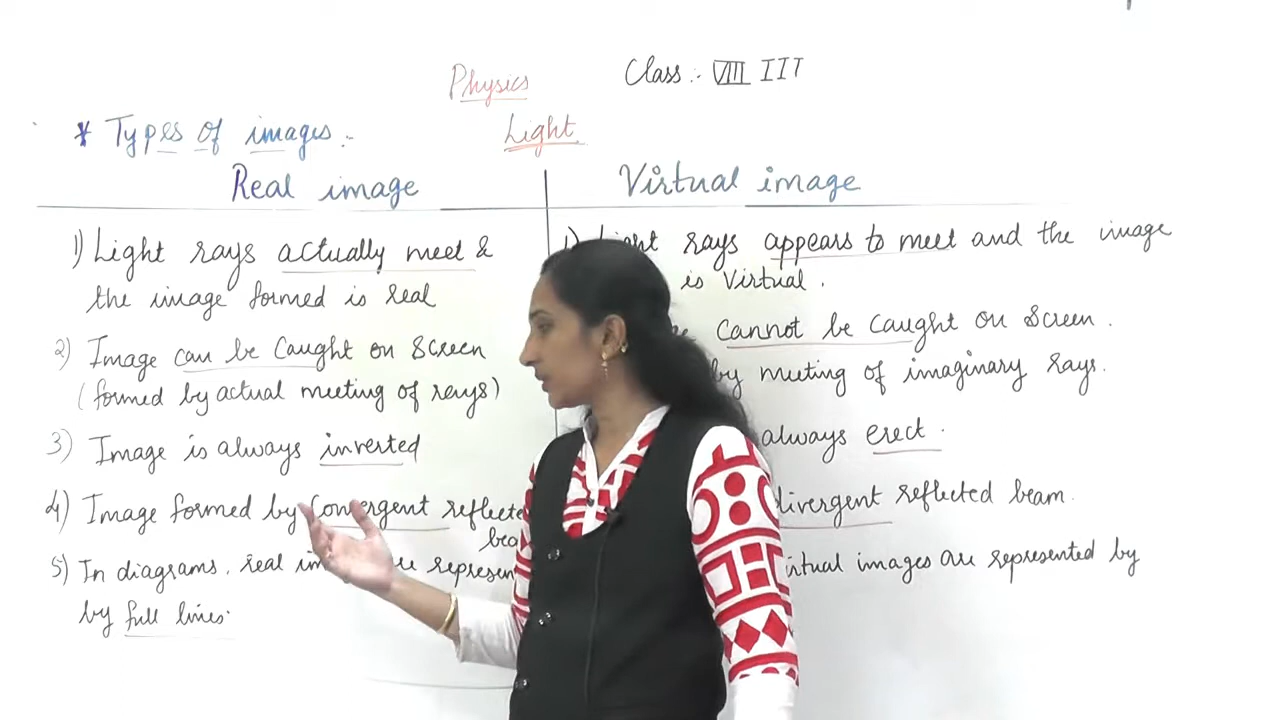 Physics
Class :- VIII IIT
* Types of images :-
Light
Real image
Virtual image
1) Light rays actually meet &
the image formed is real
2) Image can be caught on screen
(formed by actual meeting of rays)
3) Image is always inverted
4) Image formed by convergent
5) In diagrams, real
by full lines.
rays appears to meet and the image
is virtual.
cannot be caught on screen.
by meeting of imaginary rays.
always erect.
divergent reflected beam.
images are represented by